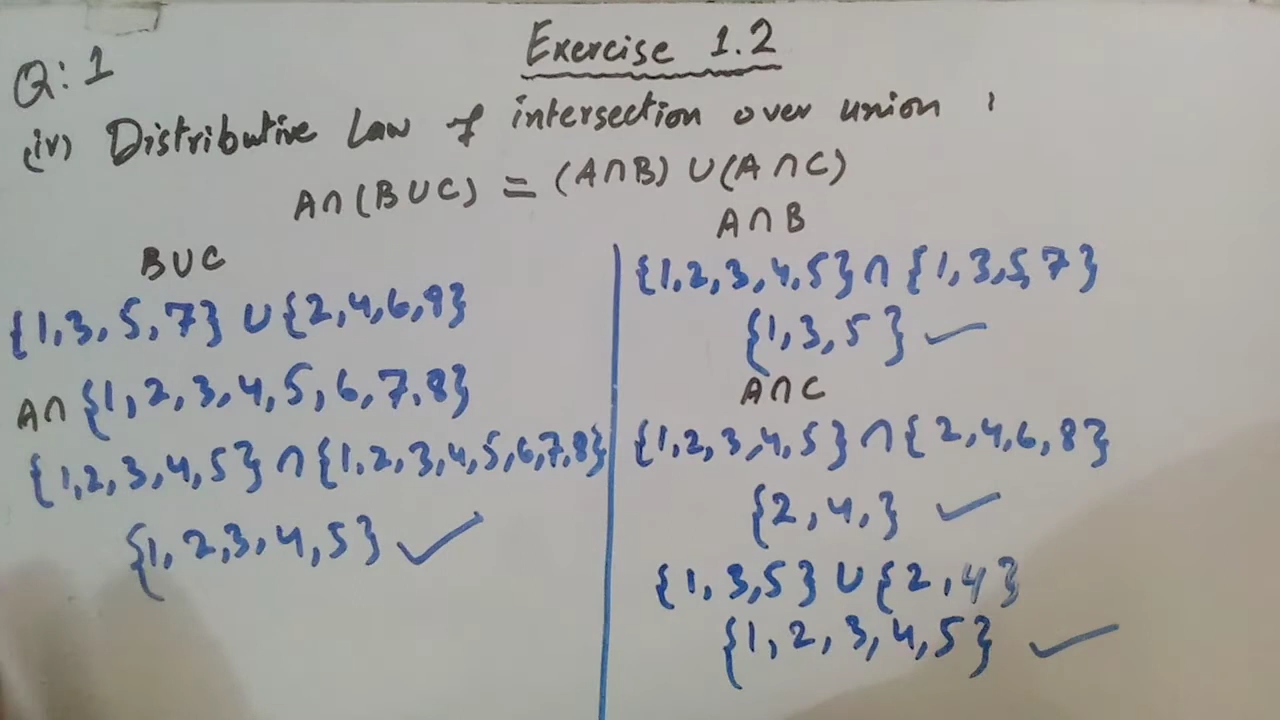 Exercise 1.2
Q:1
(iv) Distributive Law of intersection over union :
A∩(B∪C) = (A∩B) ∪ (A∩C)
B∪C
{1,3,5,7} ∪ {2,4,6,8}
A∩ {1,2,3,4,5,6,7,8}
{1,2,3,4,5} ∩ {1,2,3,4,5,6,7,8}
{1,2,3,4,5} ✓
A∩B
{1,2,3,4,5} ∩ {1,3,5,7}
{1,3,5} ✓
A∩C
{1,2,3,4,5} ∩ {2,4,6,8}
{2,4,} ✓
{1,3,5} ∪ {2,4}
{1,2,3,4,5} ✓